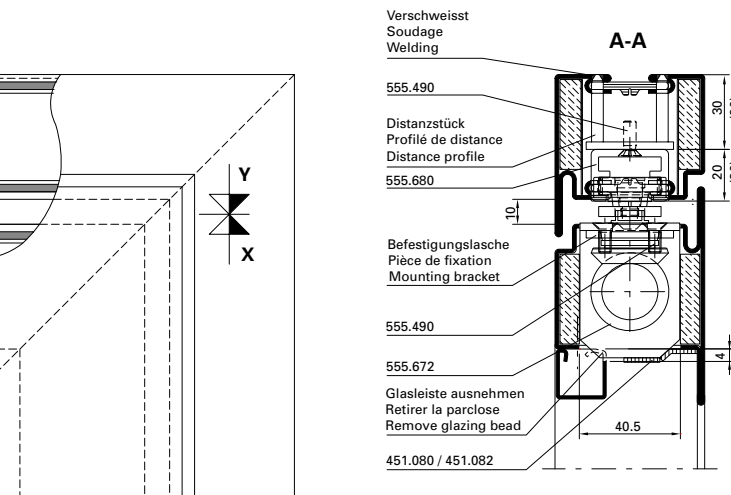 Verschweisst
Soudage
Welding
A-A
555.490
30
Distanzstück
Profilé de distance
Distance profile
555.680
20
Y
10
X
Befestigungslasche
Pièce de fixation
Mounting bracket
555.490
555.672
4
Glasleiste ausnehmen
Retirer la parclose
Remove glazing bead
40.5
451.080 / 451.082